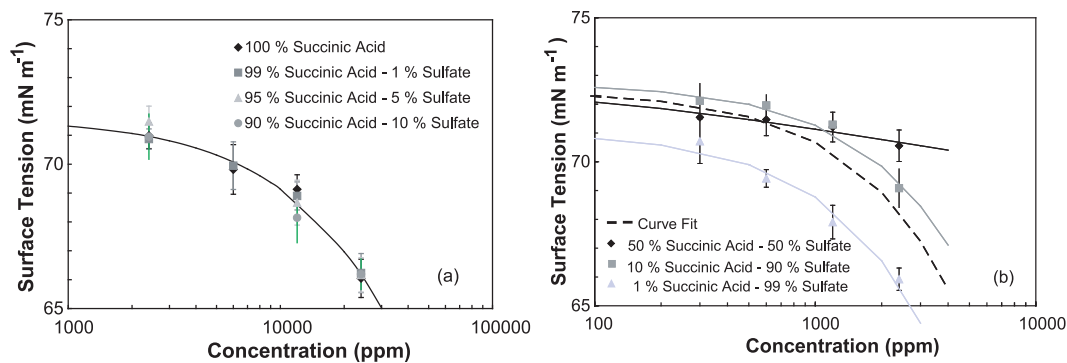 75
70
65
Surface Tension (mN m-1)
100 % Succinic Acid
99 % Succinic Acid - 1 % Sulfate
95 % Succinic Acid - 5 % Sulfate
90 % Succinic Acid - 10 % Sulfate
(a)
1000 10000 100000
Concentration (ppm)
75
70
65
Surface Tension (mN m-1)
Curve Fit
50 % Succinic Acid - 50 % Sulfate
10 % Succinic Acid - 90 % Sulfate
1 % Succinic Acid - 99 % Sulfate
(b)
100 1000 10000
Concentration (ppm)